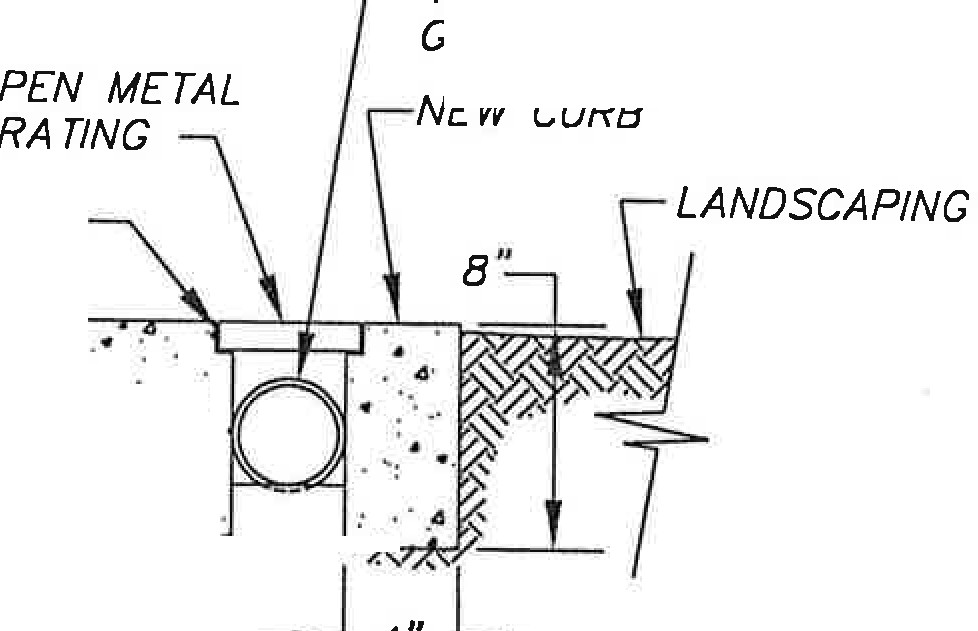 G
PEN METAL
RATING
NEW CURB
LANDSCAPING
8"